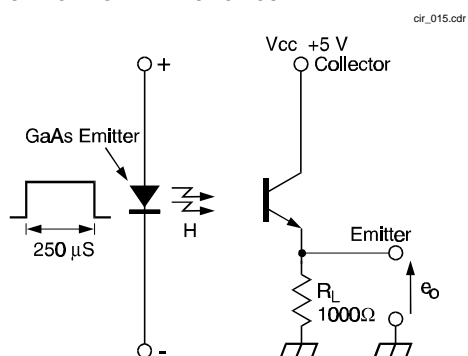 cir_015.cdr
Vcc +5 V
+
Collector
GaAs Emitter
H
250 μS
Emitter
RL
1000Ω
eo
-